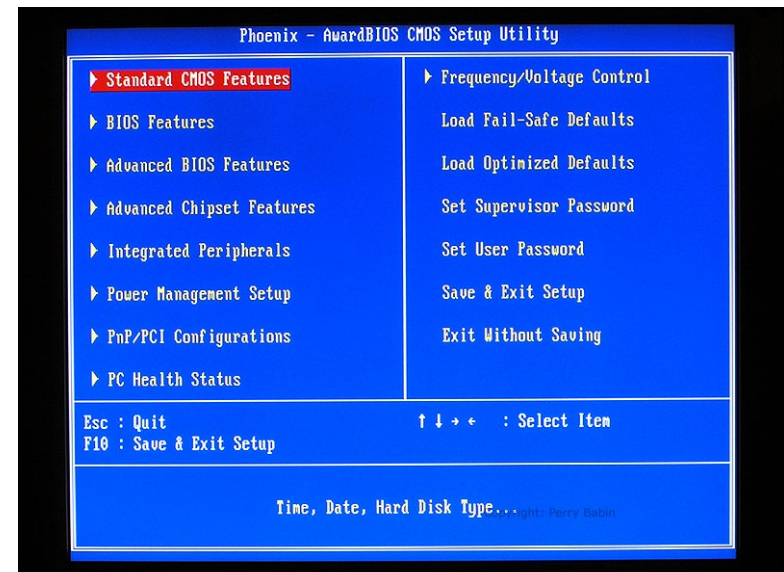 Phoenix - AwardBIOS CMOS Setup Utility
Standard CMOS Features
BIOS Features
Advanced BIOS Features
Advanced Chipset Features
Integrated Peripherals
Power Management Setup
PnP/PCI Configurations
PC Health Status
Frequency/Voltage Control
Load Fail-Safe Defaults
Load Optimized Defaults
Set Supervisor Password
Set User Password
Save & Exit Setup
Exit Without Saving
Esc : Quit
F10 : Save & Exit Setup
↑ ↓ → ← : Select Item
Time, Date, Hard Disk Type...
Copyright: Perry Babin